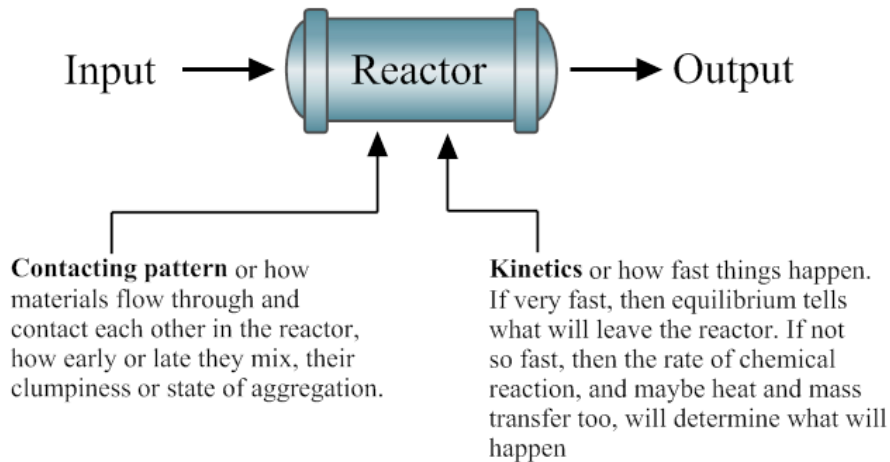 Input
Reactor
Output
Contacting pattern or how
materials flow through and
contact each other in the reactor,
how early or late they mix, their
clumpiness or state of aggregation.
Kinetics or how fast things happen.
If very fast, then equilibrium tells
what will leave the reactor. If not
so fast, then the rate of chemical
reaction, and maybe heat and mass
transfer too, will determine what will
happen